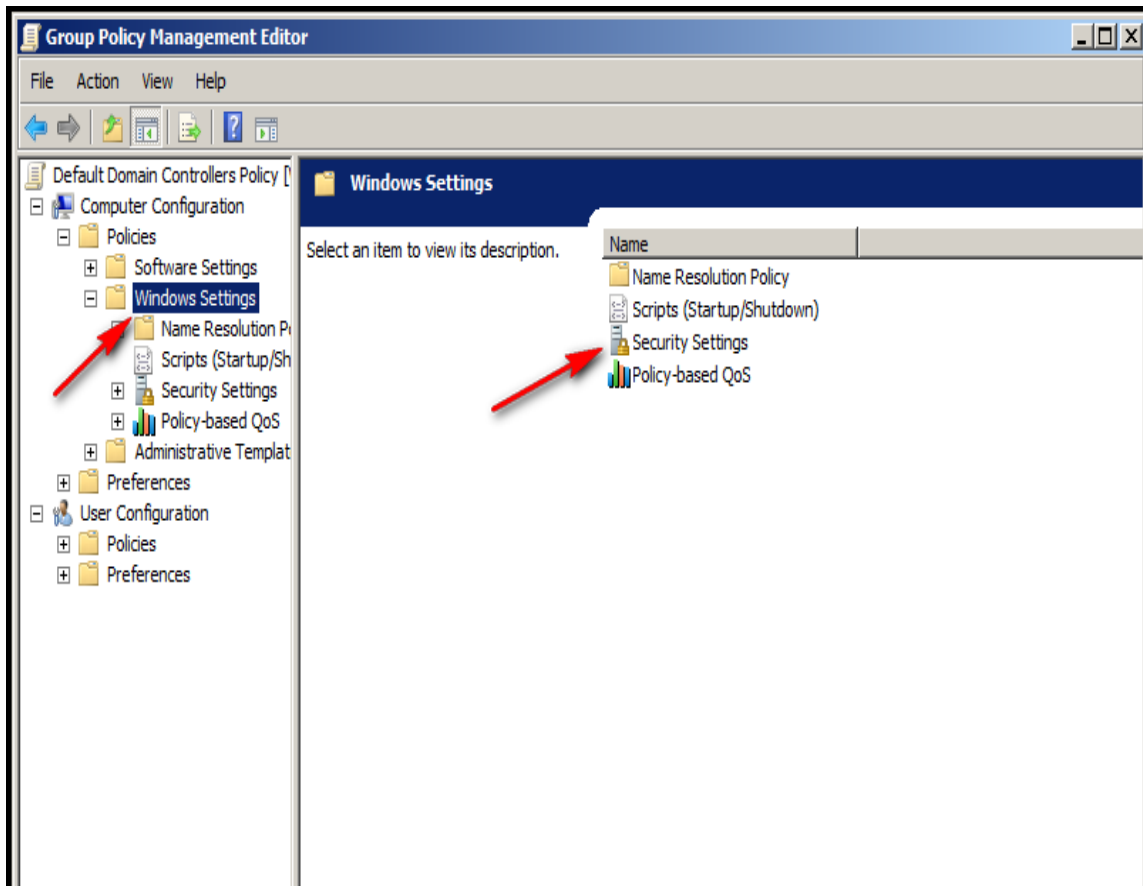 Group Policy Management Editor
File Action View Help
Default Domain Controllers Policy [
Computer Configuration
Policies
Software Settings
Windows Settings
Name Resolution P
Scripts (Startup/Sh
Security Settings
Policy-based QoS
Administrative Templat
Preferences
User Configuration
Policies
Preferences
Windows Settings
Select an item to view its description.
Name
Name Resolution Policy
Scripts (Startup/Shutdown)
Security Settings
Policy-based QoS